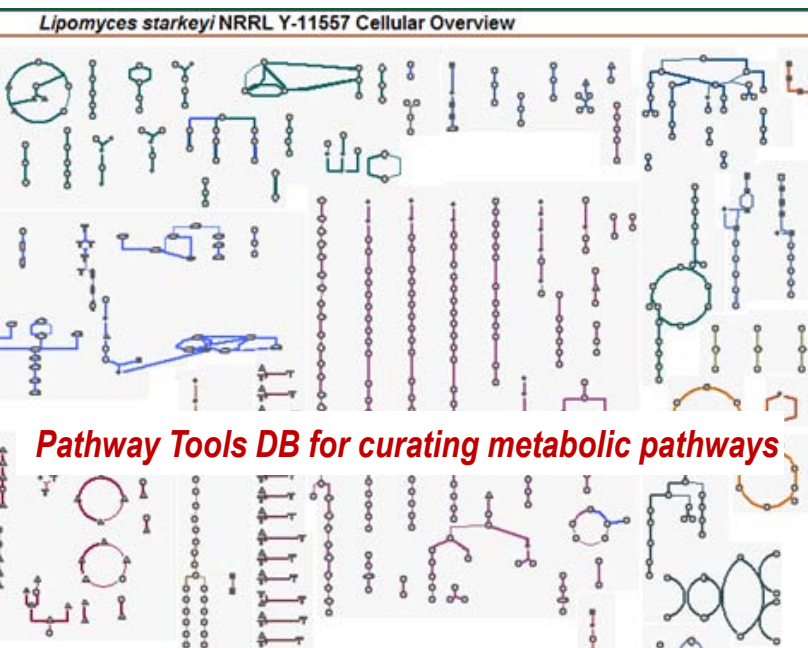 Lipomyces starkeyi NRRL Y-11557 Cellular Overview
Pathway Tools DB for curating metabolic pathways